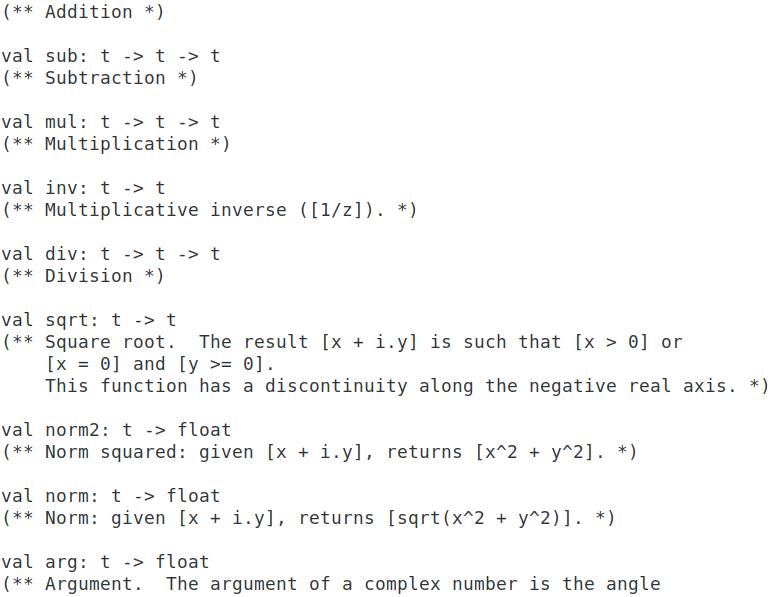 (** Addition *)

val sub: t -> t -> t
(** Subtraction *)

val mul: t -> t -> t
(** Multiplication *)

val inv: t -> t
(** Multiplicative inverse ([1/z]). *)

val div: t -> t -> t
(** Division *)

val sqrt: t -> t
(** Square root.  The result [x + i.y] is such that [x > 0] or
    [x = 0] and [y >= 0].
    This function has a discontinuity along the negative real axis. *)

val norm2: t -> float
(** Norm squared: given [x + i.y], returns [x^2 + y^2]. *)

val norm: t -> float
(** Norm: given [x + i.y], returns [sqrt(x^2 + y^2)]. *)

val arg: t -> float
(** Argument.  The argument of a complex number is the angle